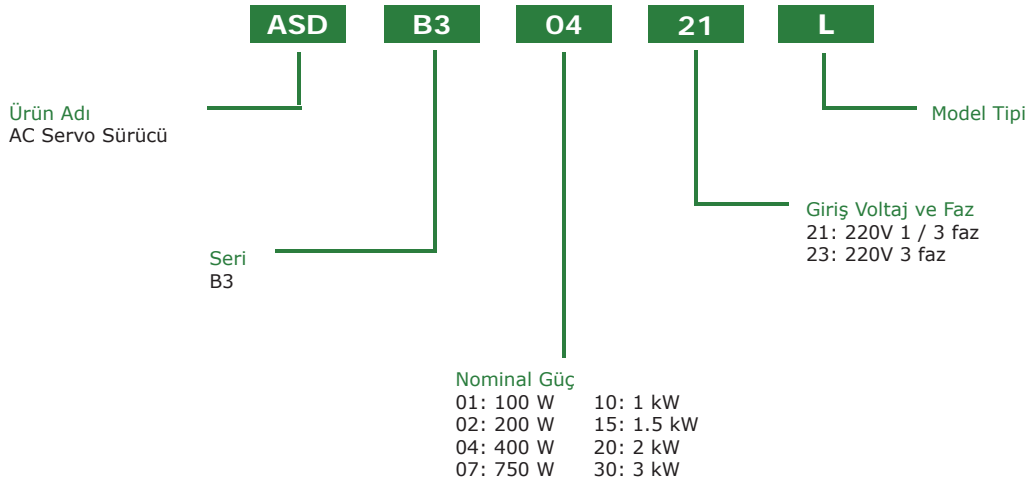 ASD B3 04 21 L
Ürün Adı
AC Servo Sürücü
Model Tipi
Giriş Voltaj ve Faz
21: 220V 1 / 3 faz
23: 220V 3 faz
Seri
B3
Nominal Güç
01: 100 W 10: 1 kW
02: 200 W 15: 1.5 kW
04: 400 W 20: 2 kW
07: 750 W 30: 3 kW